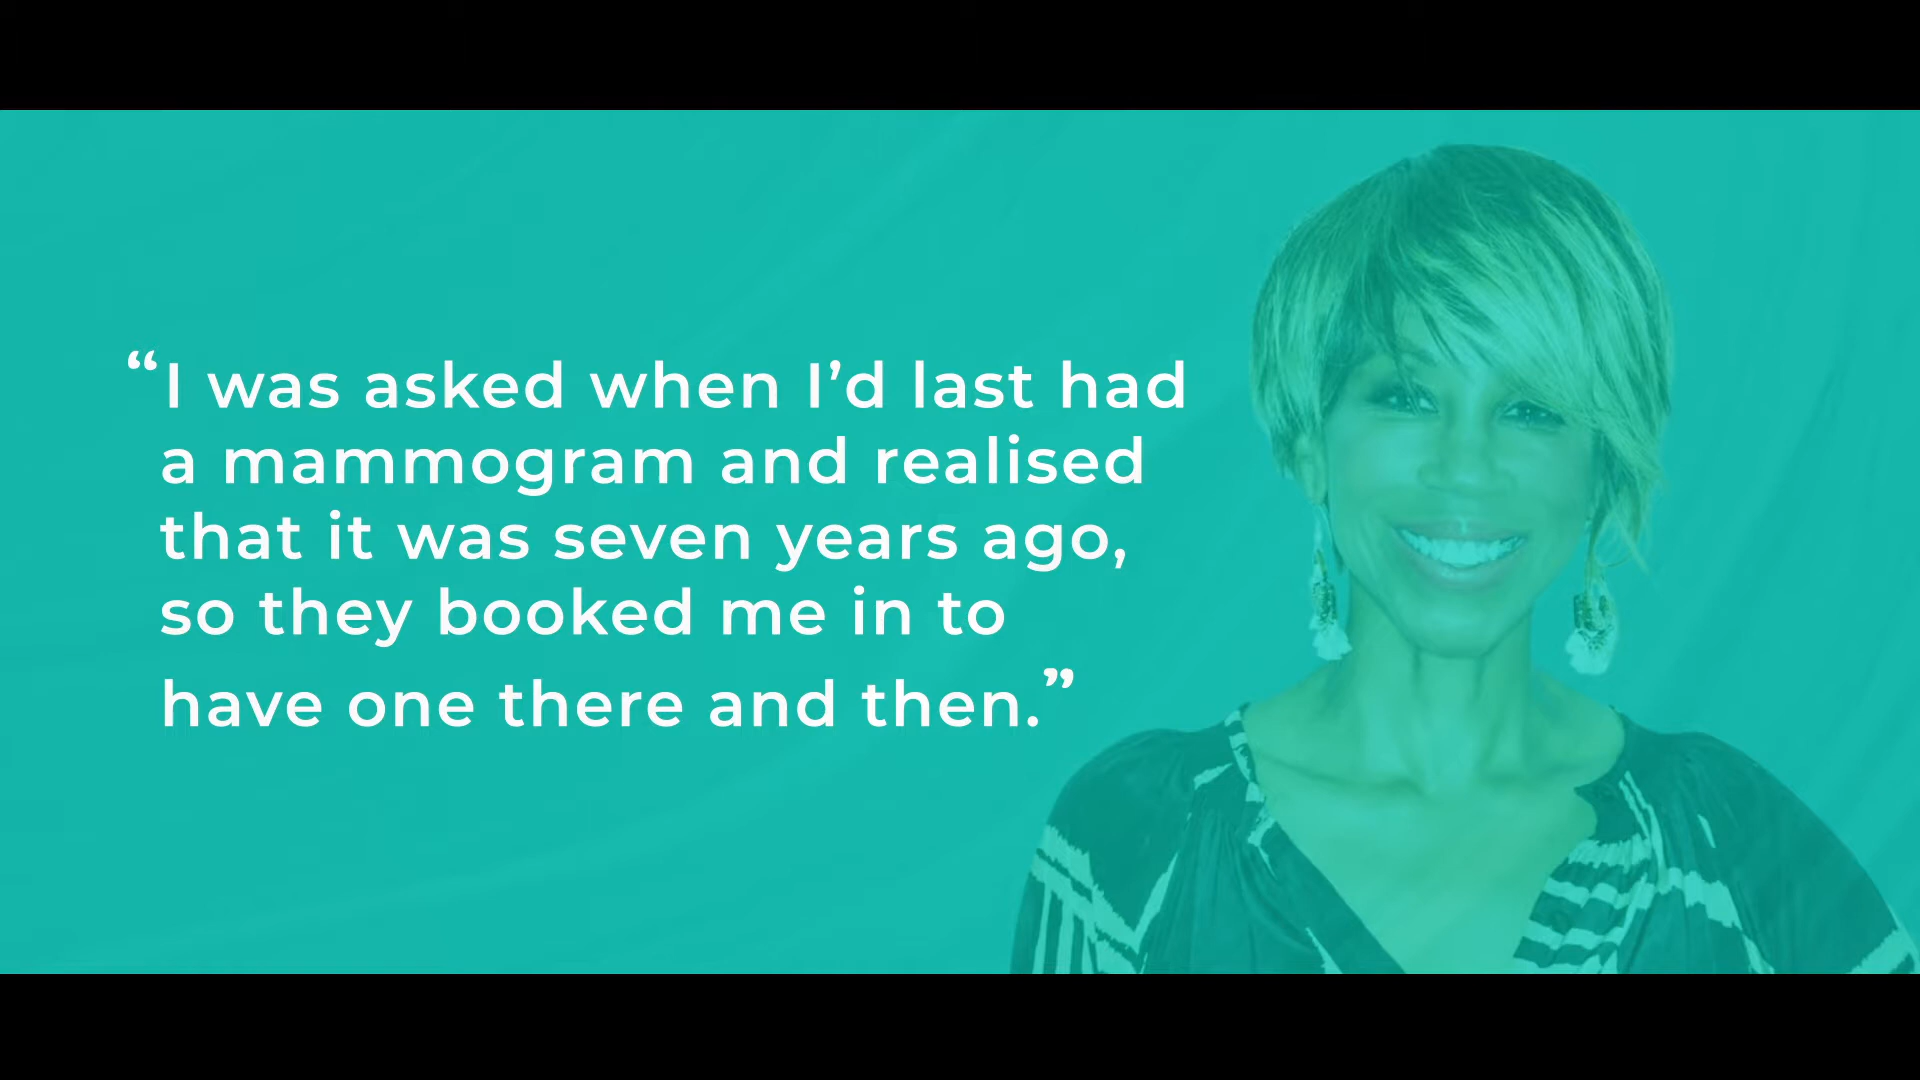 “I was asked when I’d last had
a mammogram and realised
that it was seven years ago,
so they booked me in to
have one there and then.”